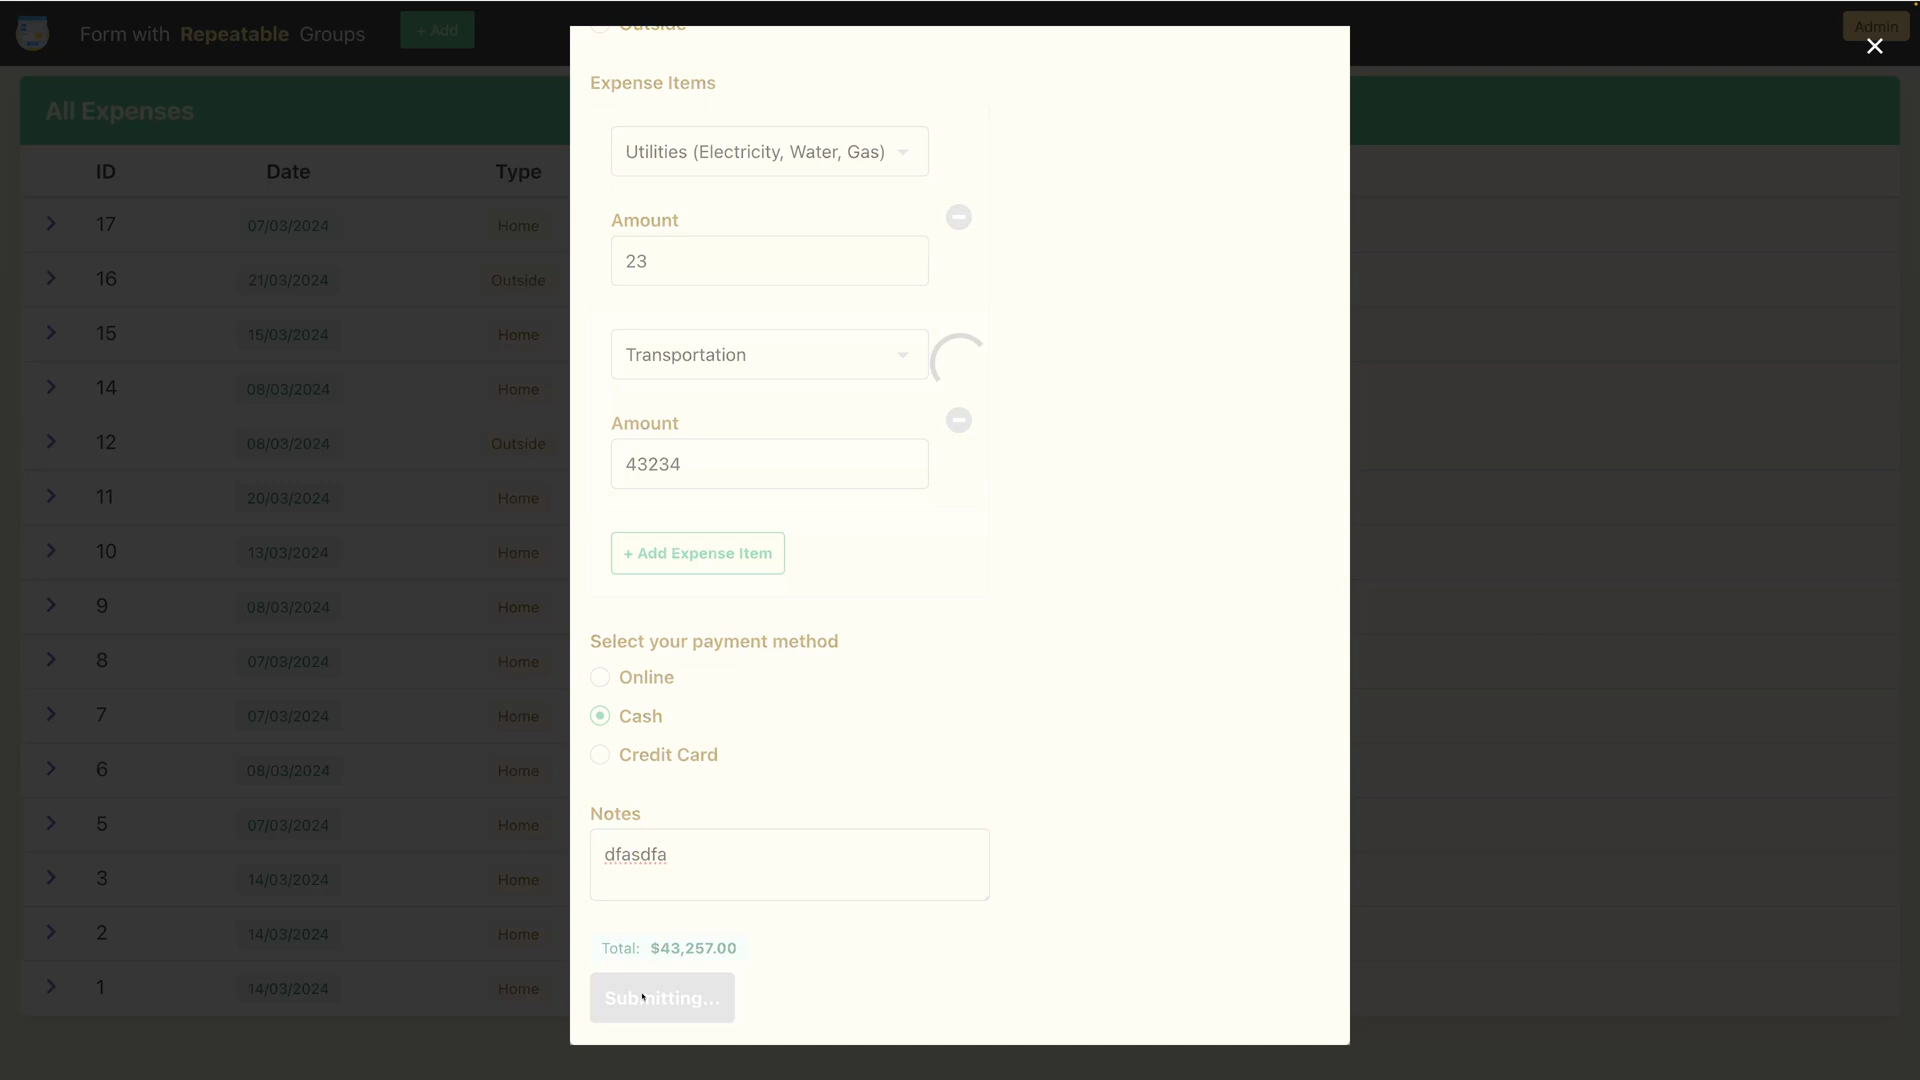 Form with Repeatable Groups
+ Add
Admin
All Expenses
ID Date Type
17 07/03/2024 Home
16 21/03/2024 Outside
15 15/03/2024 Home
14 08/03/2024 Home
12 08/03/2024 Outside
11 20/03/2024 Home
10 13/03/2024 Home
9 08/03/2024 Home
8 07/03/2024 Home
7 07/03/2024 Home
6 08/03/2024 Home
5 07/03/2024 Home
3 14/03/2024 Home
2 14/03/2024 Home
1 14/03/2024 Home
Outside
Expense Items
Utilities (Electricity, Water, Gas)
Amount
23
Transportation
Amount
43234
+ Add Expense Item
Select your payment method
Online
Cash
Credit Card
Notes
dfasdfa
Total: $43,257.00
Submitting...